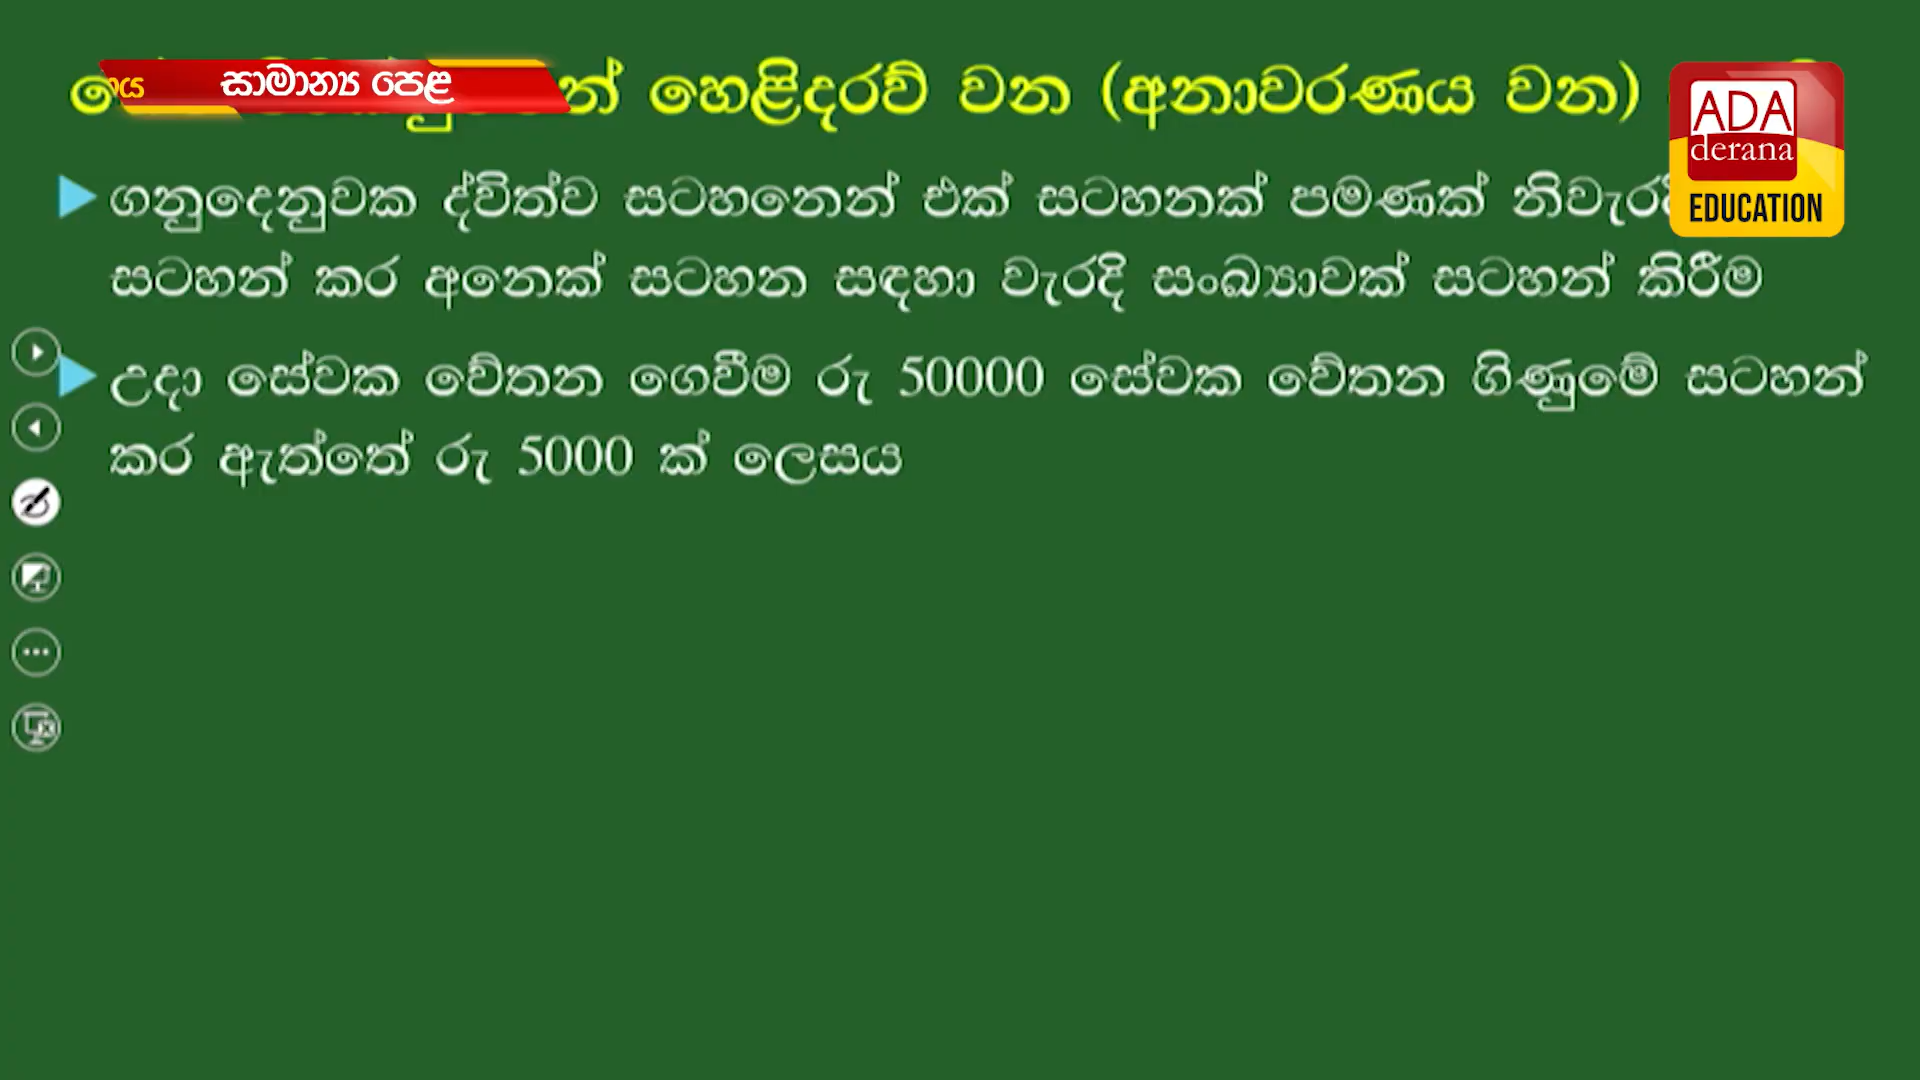 සාමාන්‍ය පෙළ
හෙළිදරව් වන (අනාවරණය වන)
ADA
derana
EDUCATION
ගනුදෙනුවක ද්විත්ව සටහනෙන් එක් සටහනක් පමණක්
සටහන් කර අනෙක් සටහන සඳහා වැරදි සංඛ්‍යාවක් සටහන් කිරීම
උදා සේවක වේතන ගෙවීම රු 50000 සේවක වේතන ගිණුමේ සටහන්
කර ඇත්තේ රු 5000 ක් ලෙසය